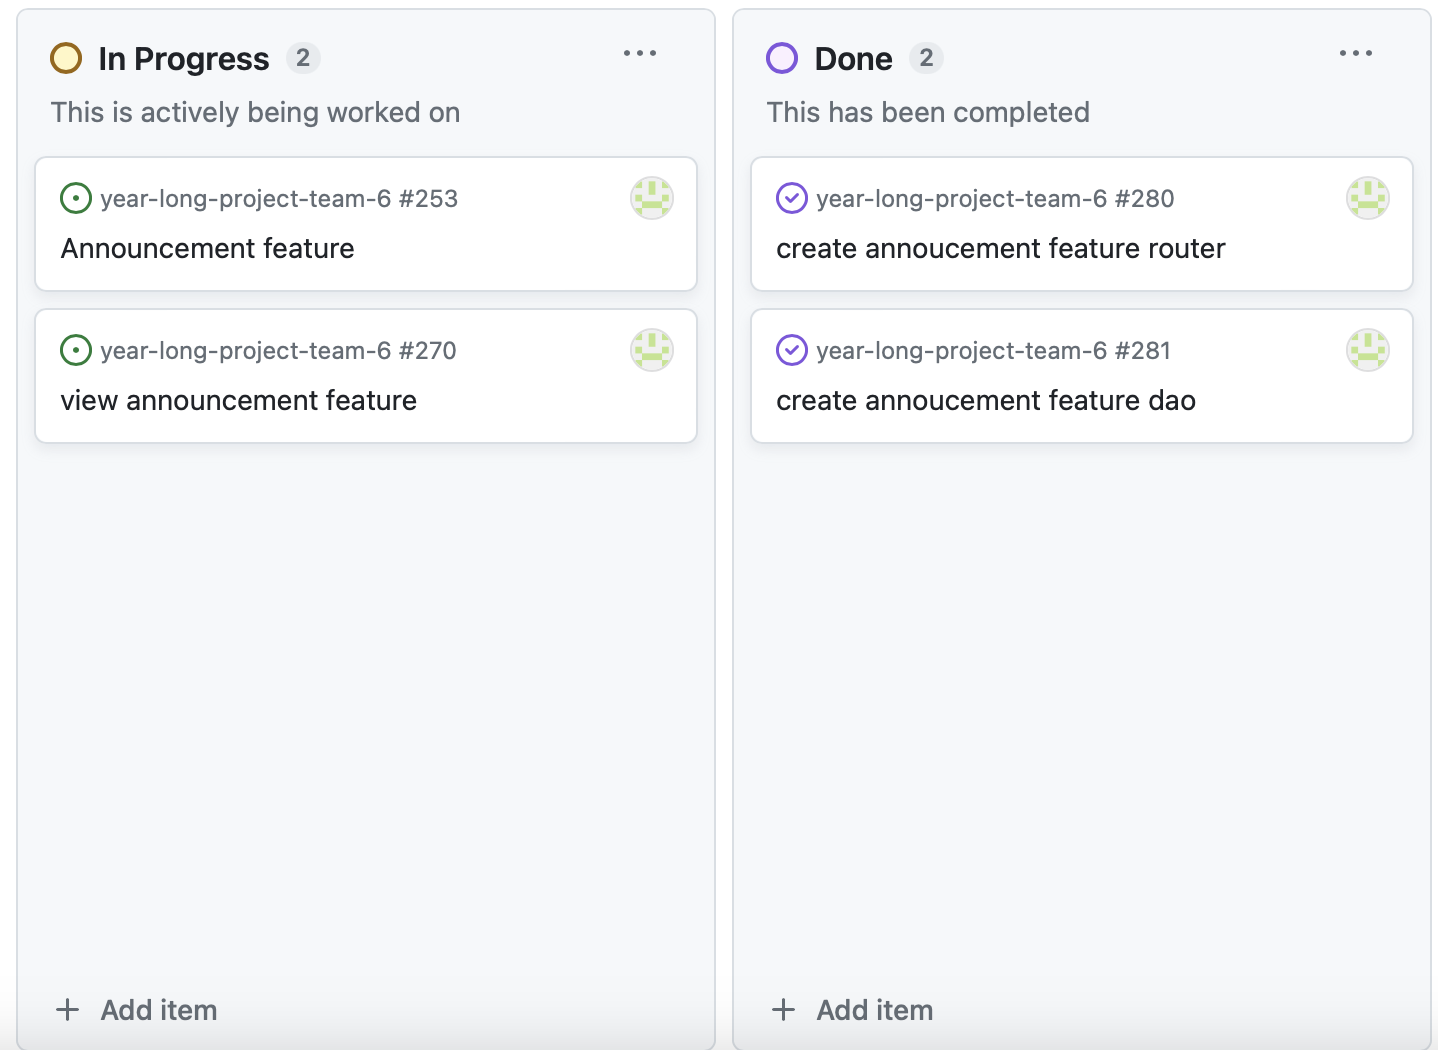 In Progress 2
This is actively being worked on
year-long-project-team-6 #253
Announcement feature
year-long-project-team-6 #270
view announcement feature
Add item
Done 2
This has been completed
year-long-project-team-6 #280
create annoucement feature router
year-long-project-team-6 #281
create annoucement feature dao
Add item